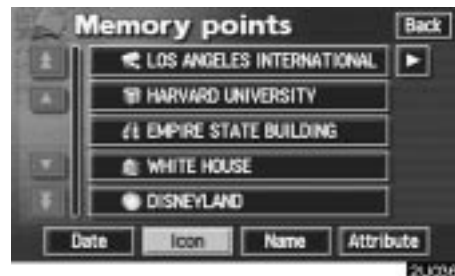 Memory points
Back
LOS ANGELES INTERNATIONAL
HARVARD UNIVERSITY
EMPIRE STATE BUILDING
WHITE HOUSE
DISNEYLAND
Date Icon Name Attribute